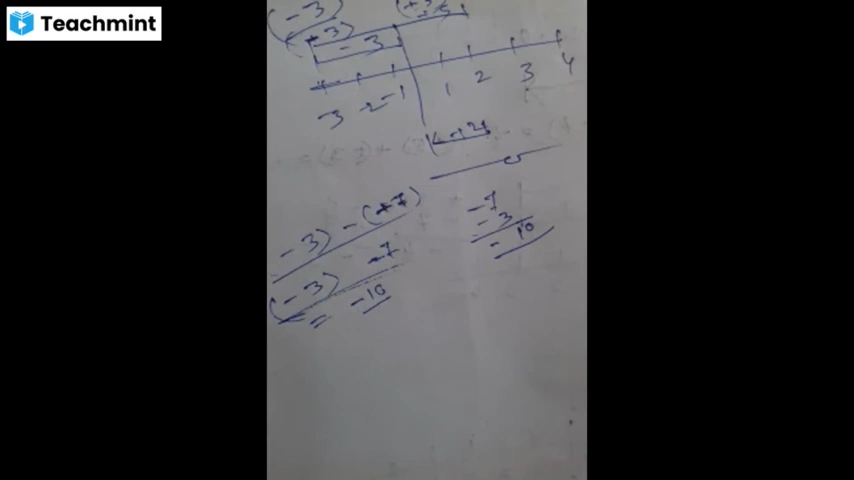 Teachmint
(-3)
(+3)
- 3
-3 -2 -1 1 2 3 4
-3) - (+7)
(-3) -7
= -10
-7
-3
-10